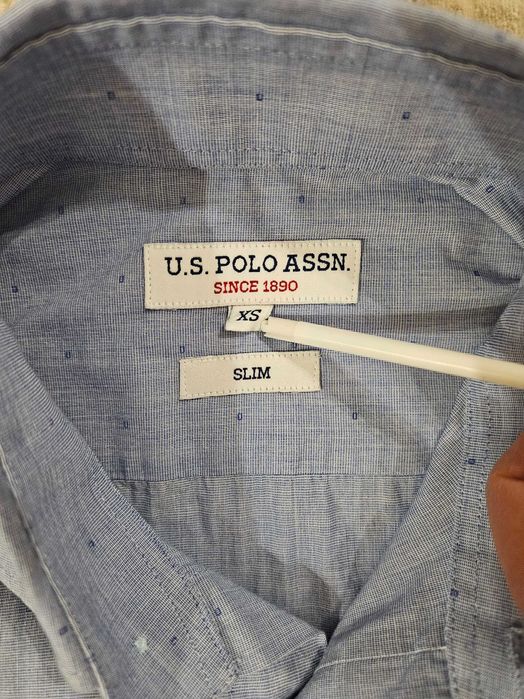 U.S. POLO ASSN.
SINCE 1890
XS
SLIM